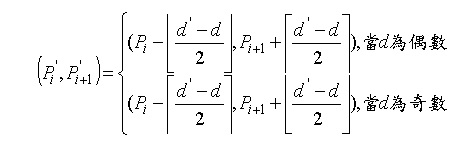 (P_i^', P_{i+1}^') = { (P_i - ⌊(d^' - d)/2⌋, P_{i+1} + ⌈(d^' - d)/2⌉), 當d為偶數
(P_i - ⌈(d^' - d)/2⌉, P_{i+1} + ⌊(d^' - d)/2⌋), 當d為奇數